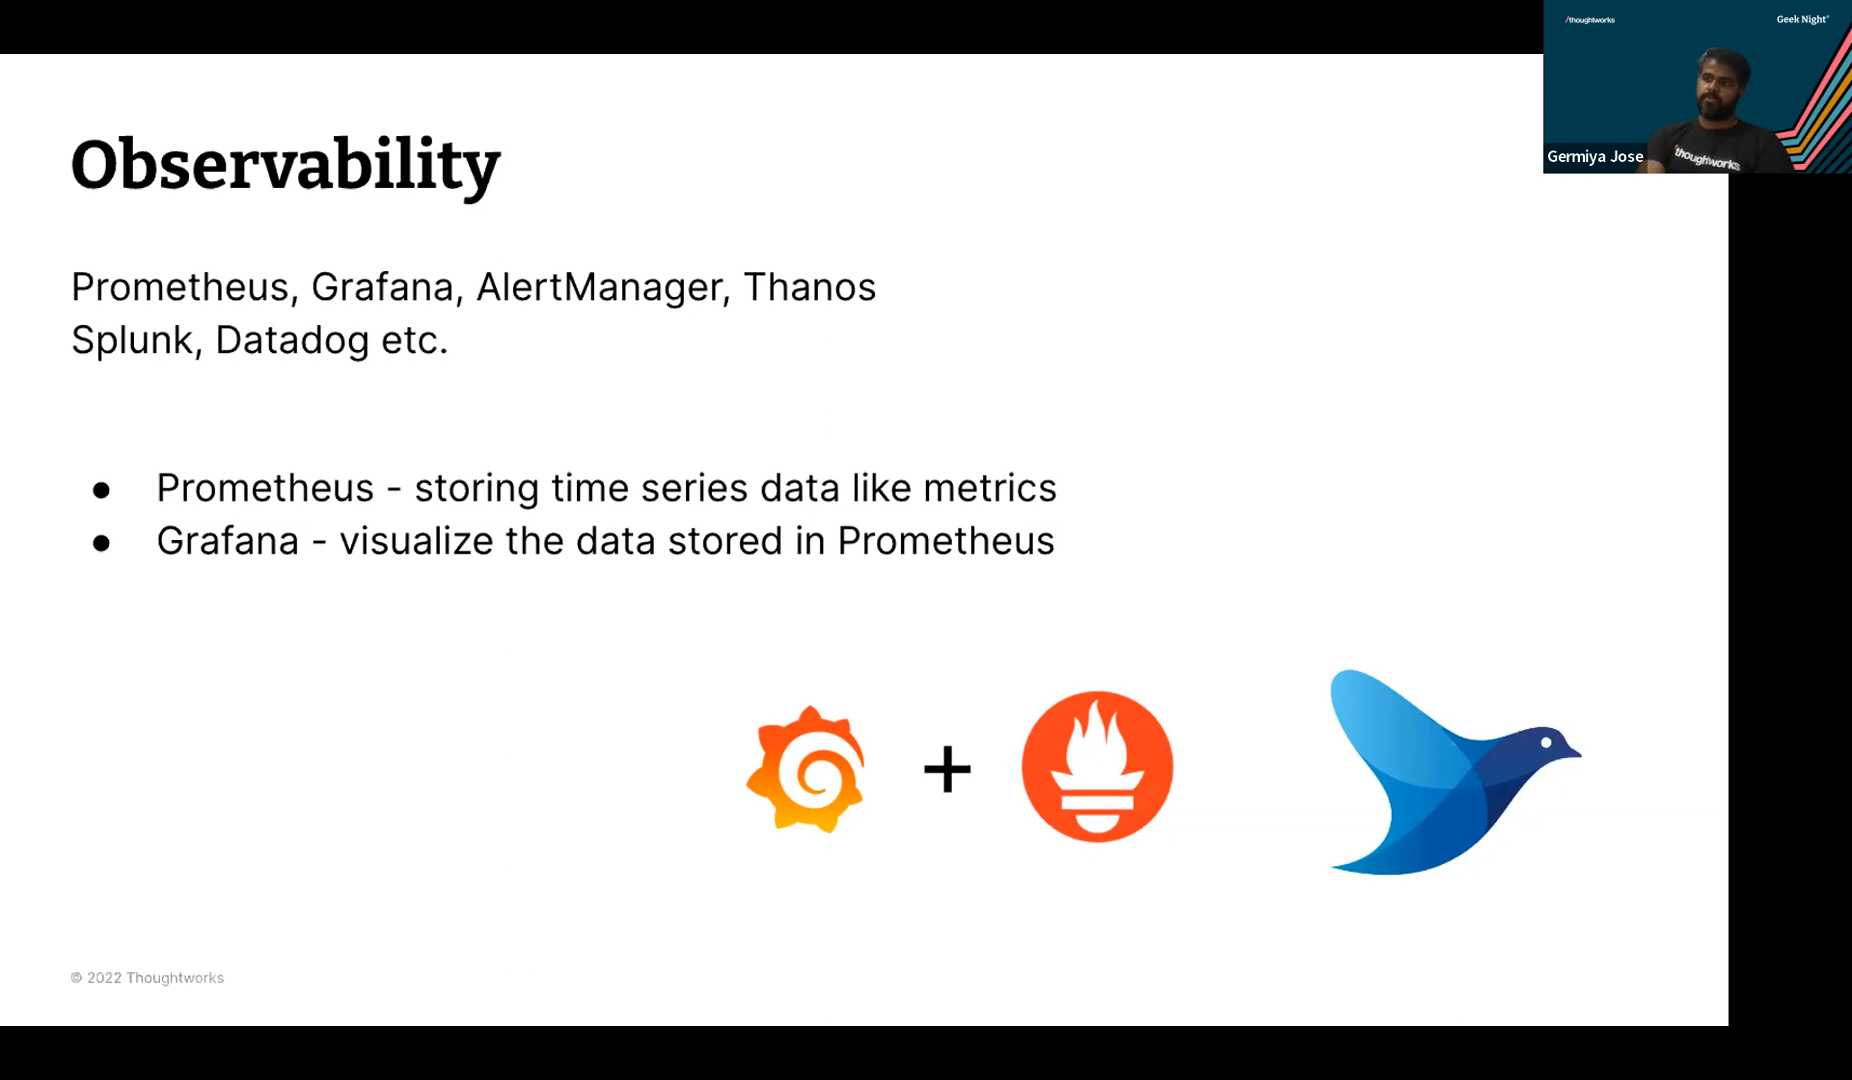 /thoughtworks
Geek Night®
Germiya Jose
/thoughtworks
Observability
Prometheus, Grafana, AlertManager, Thanos
Splunk, Datadog etc.
● Prometheus - storing time series data like metrics
● Grafana - visualize the data stored in Prometheus
+
© 2022 Thoughtworks